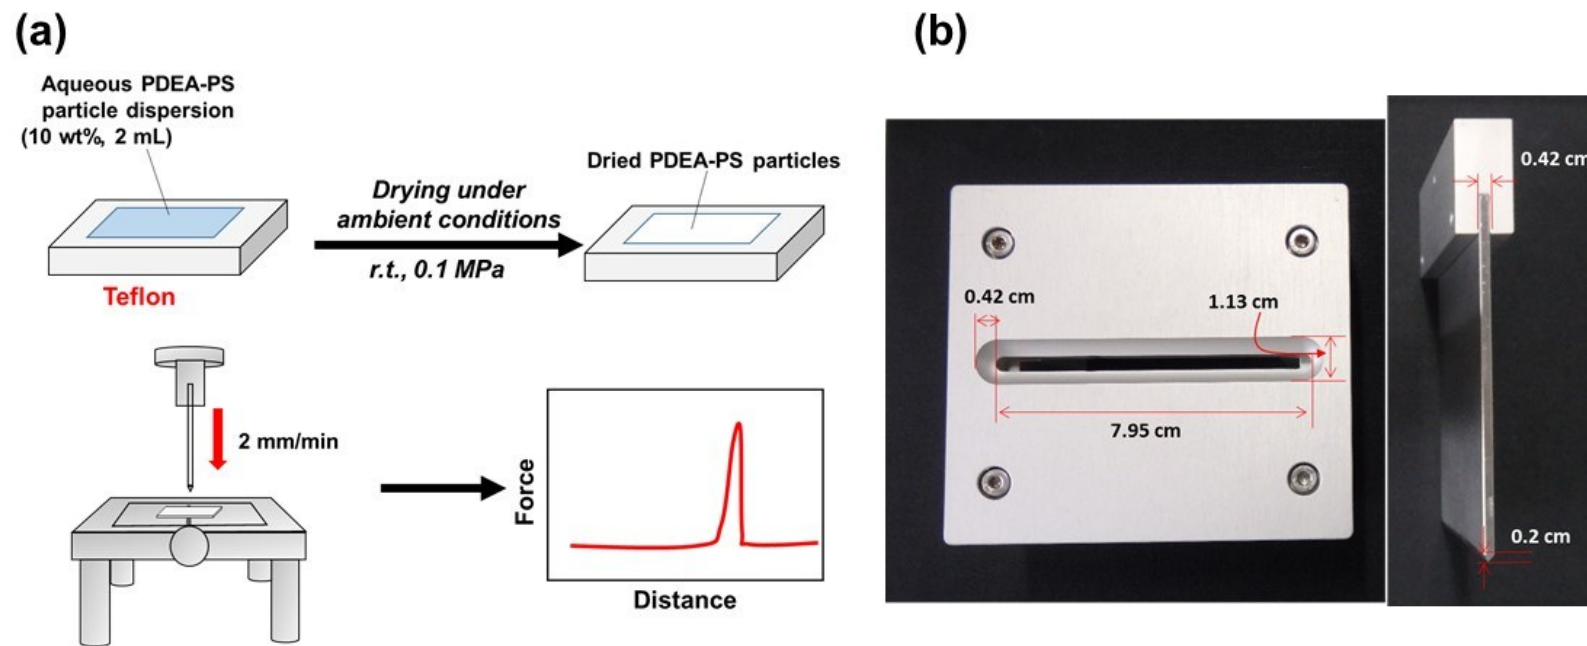 (a)
Aqueous PDEA-PS
particle dispersion
(10 wt%, 2 mL)
Drying under
ambient conditions
r.t., 0.1 MPa
Dried PDEA-PS particles
Teflon
2 mm/min
Force
Distance
(b)
0.42 cm
1.13 cm
7.95 cm
0.42 cm
0.2 cm